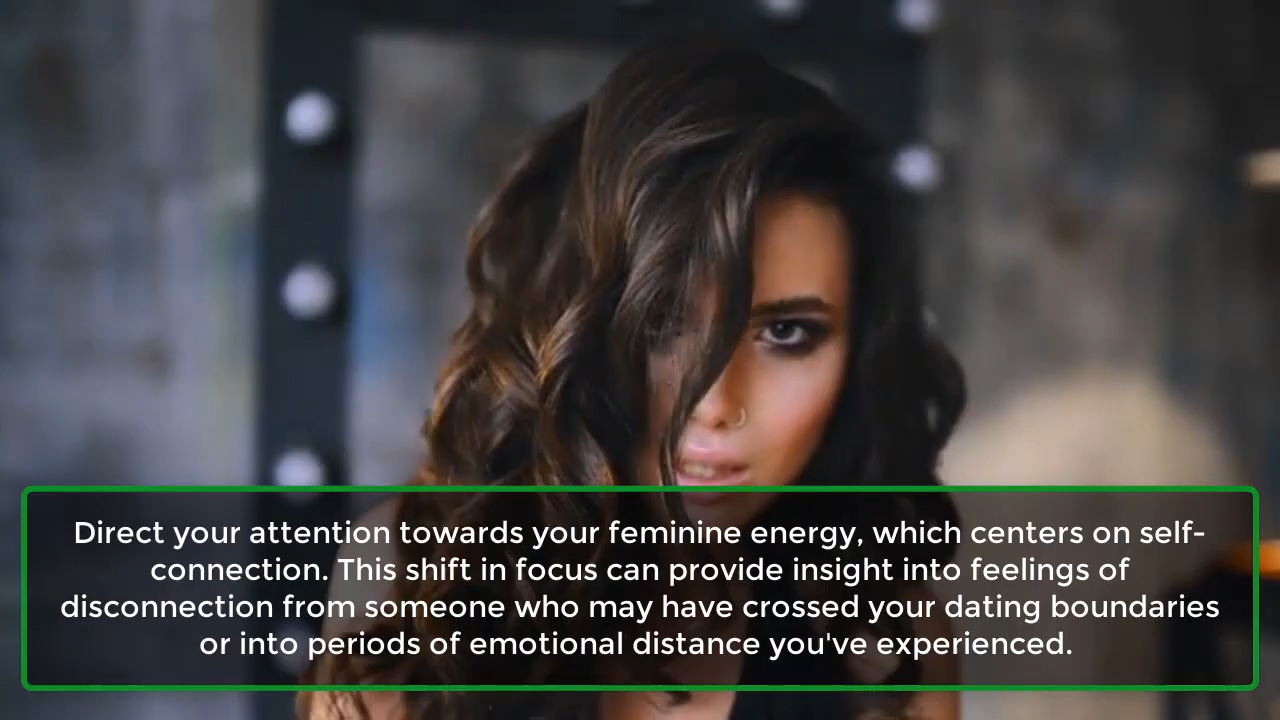 Direct your attention towards your feminine energy, which centers on self-
connection. This shift in focus can provide insight into feelings of
disconnection from someone who may have crossed your dating boundaries
or into periods of emotional distance you've experienced.